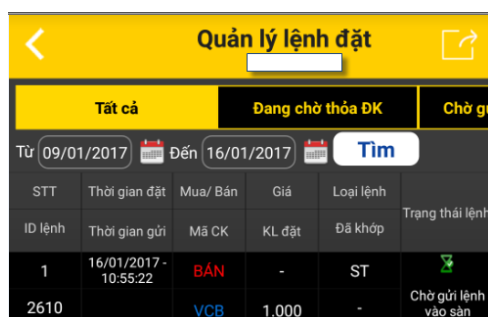 Quản lý lệnh đặt
Tất cả Đang chờ thỏa ĐK Chờ gử
Từ 09/01/2017 Đến 16/01/2017 Tìm
STT Thời gian đặt Mua/ Bán Giá Loại lệnh
Trạng thái lệnh
ID lệnh Thời gian gửi Mã CK KL đặt Đã khớp
1 16/01/2017 - 10:55:22 BÁN - ST
2610 VCB 1.000 - Chờ gửi lệnh
vào sàn